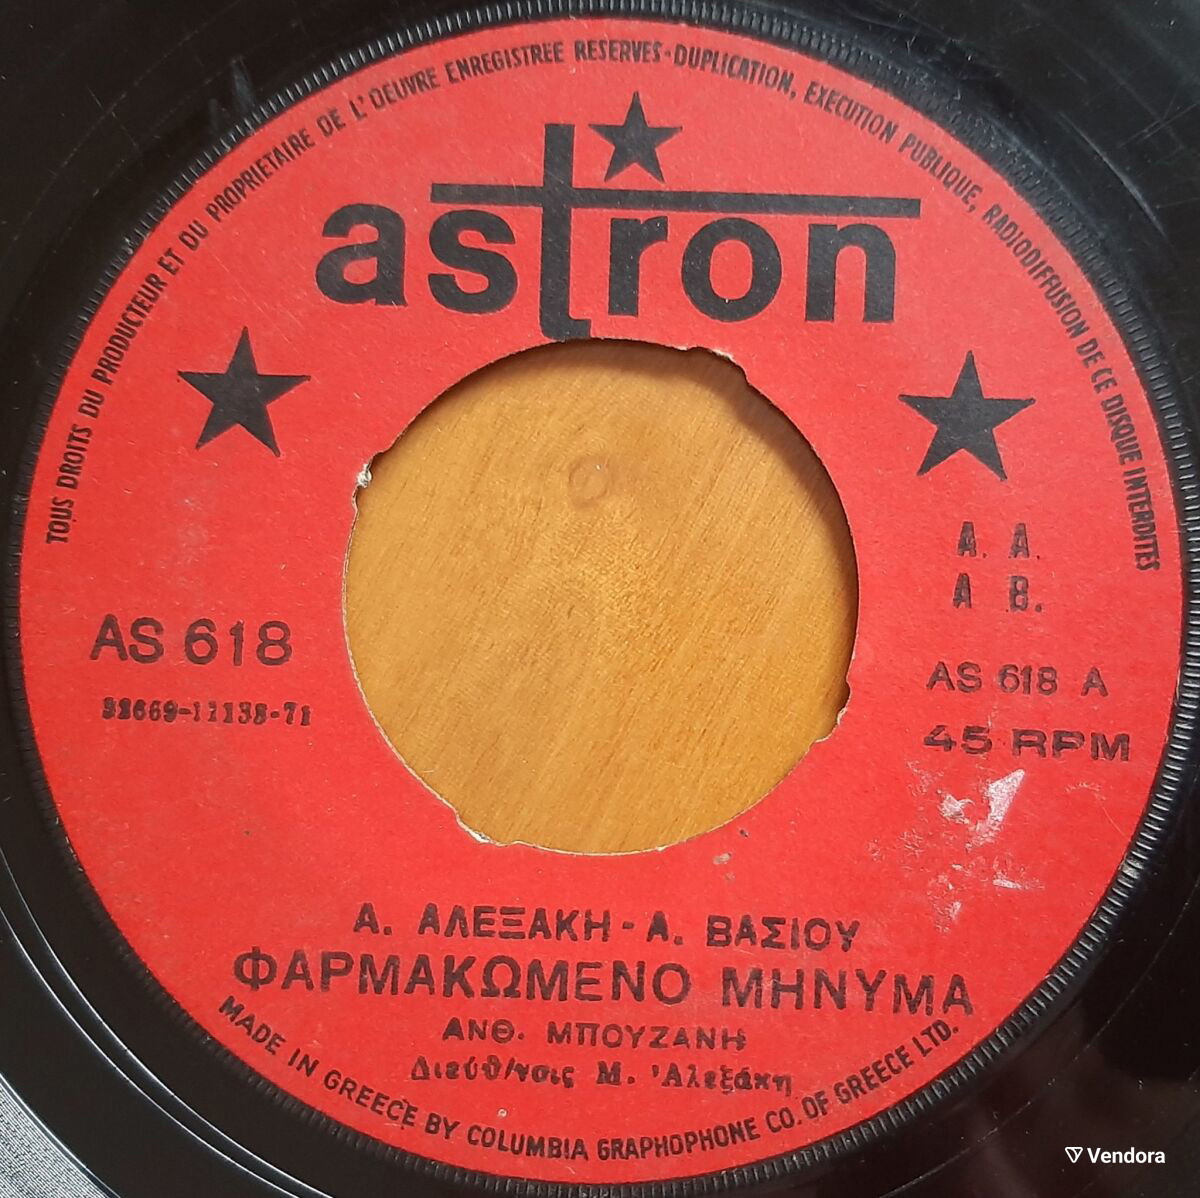 TOUS DROITS DU PRODUCTEUR ET DU PROPRIETAIRE DE L'OEUVRE ENREGISTREE RESERVES-DUPLICATION, EXECUTION PUBLIQUE, RADIODIFFUSION DE CE DISQUE INTERDITES
astron
A. A.
A B.
AS 618
AS 618 A
45 RPM
Α. ΑΛΕΞΑΚΗ - Α. ΒΑΣΙΟΥ
ΦΑΡΜΑΚΩΜΕΝΟ ΜΗΝΥΜΑ
ΑΝΘ. ΜΠΟΥΖΑΝΗ
Διεύθ/νσις Μ. 'Αλεξάκη
MADE IN GREECE BY COLUMBIA GRAPHOPHONE CO. OF GREECE LTD.
Vendora